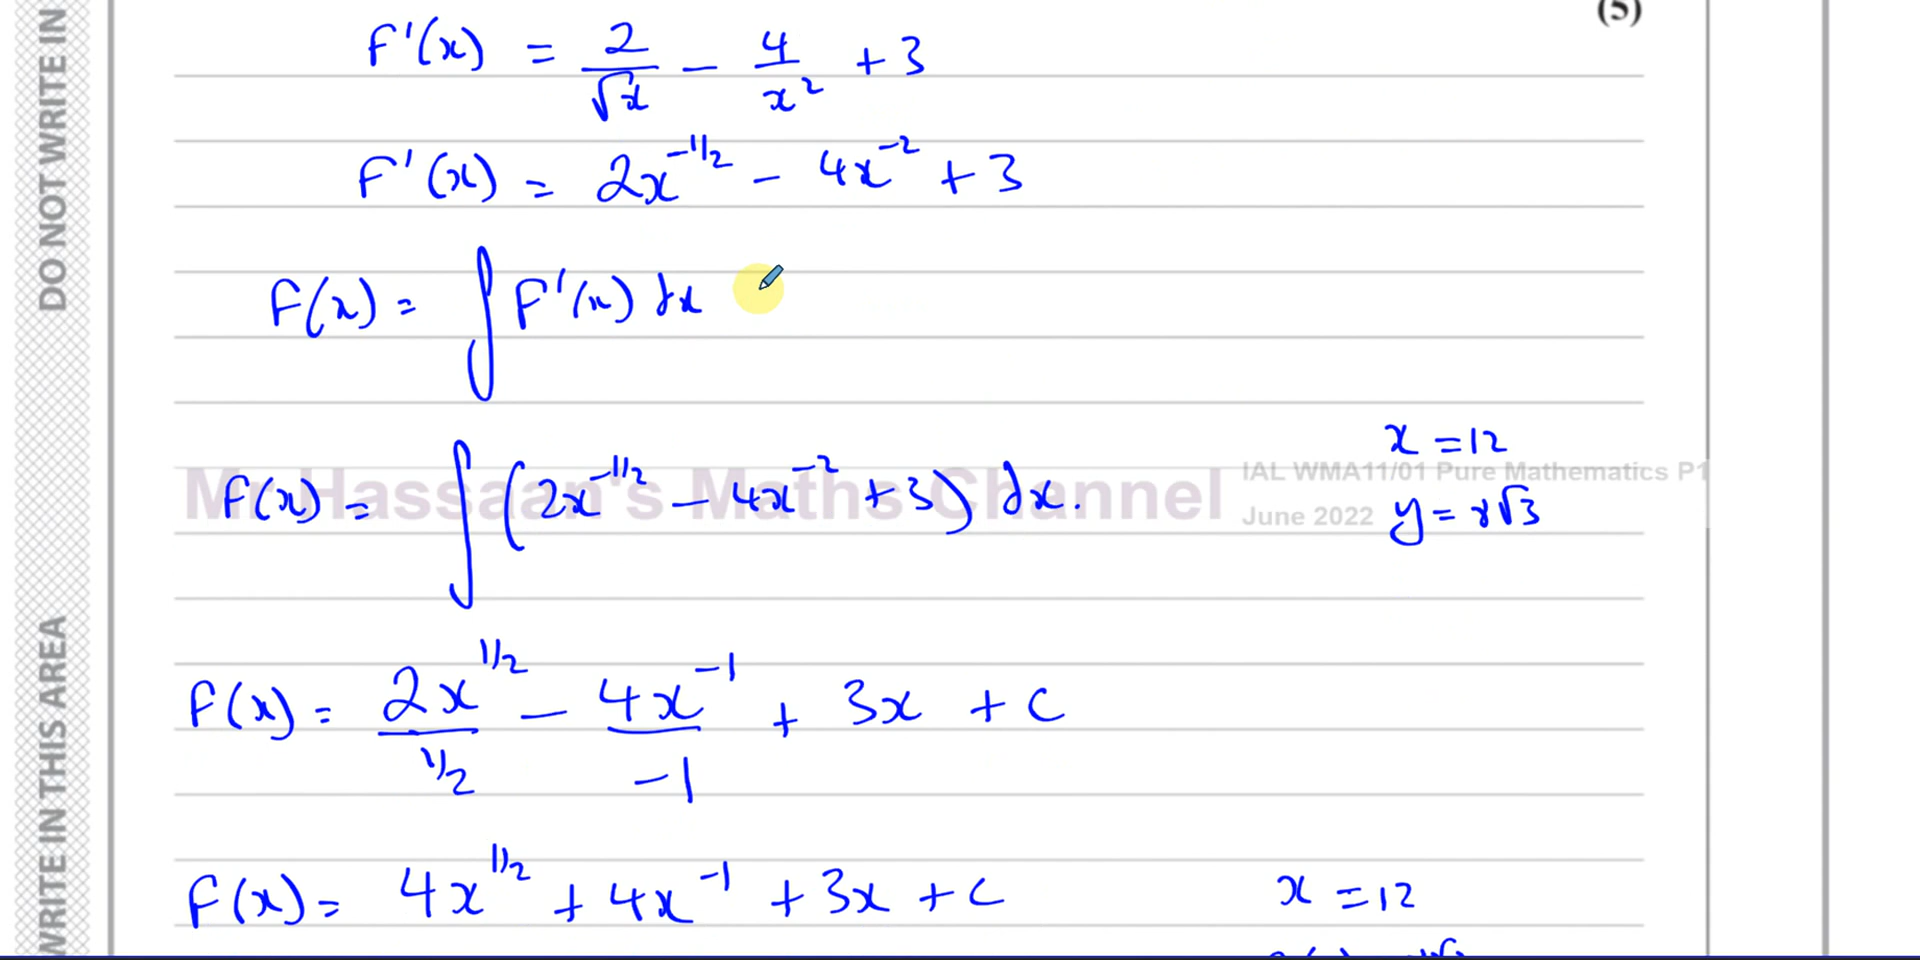 (5)
DO NOT WRITE IN
F'(x) = 2/√x - 4/x² + 3
F'(x) = 2x^-1/2 - 4x^-2 + 3
F(x) = ∫ F'(x) dx
x = 12
Mr Hassaan's Maths Channel
IAL WMA11/01 Pure Mathematics P1
F(x) = ∫ (2x^-1/2 - 4x^-2 + 3) dx.
June 2022
y = 8√3
WRITE IN THIS AREA
F(x) = 2x^1/2 / 1/2 - 4x^-1 / -1 + 3x + c
F(x) = 4x^1/2 + 4x^-1 + 3x + c
x = 12